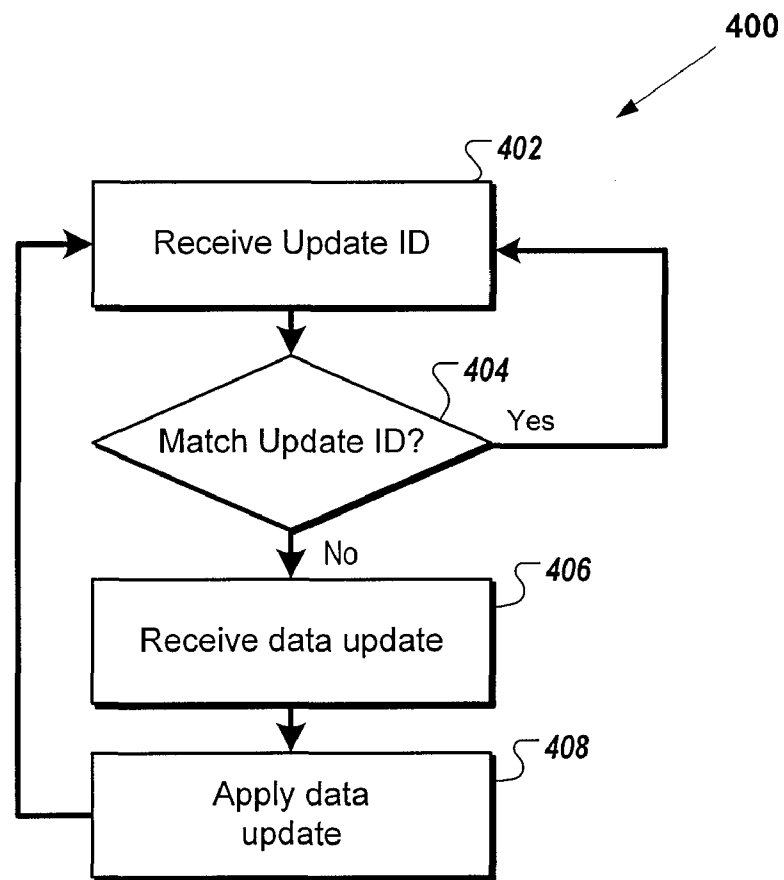 400
402
Receive Update ID
404
Match Update ID?
Yes
No
406
Receive data update
408
Apply data
update